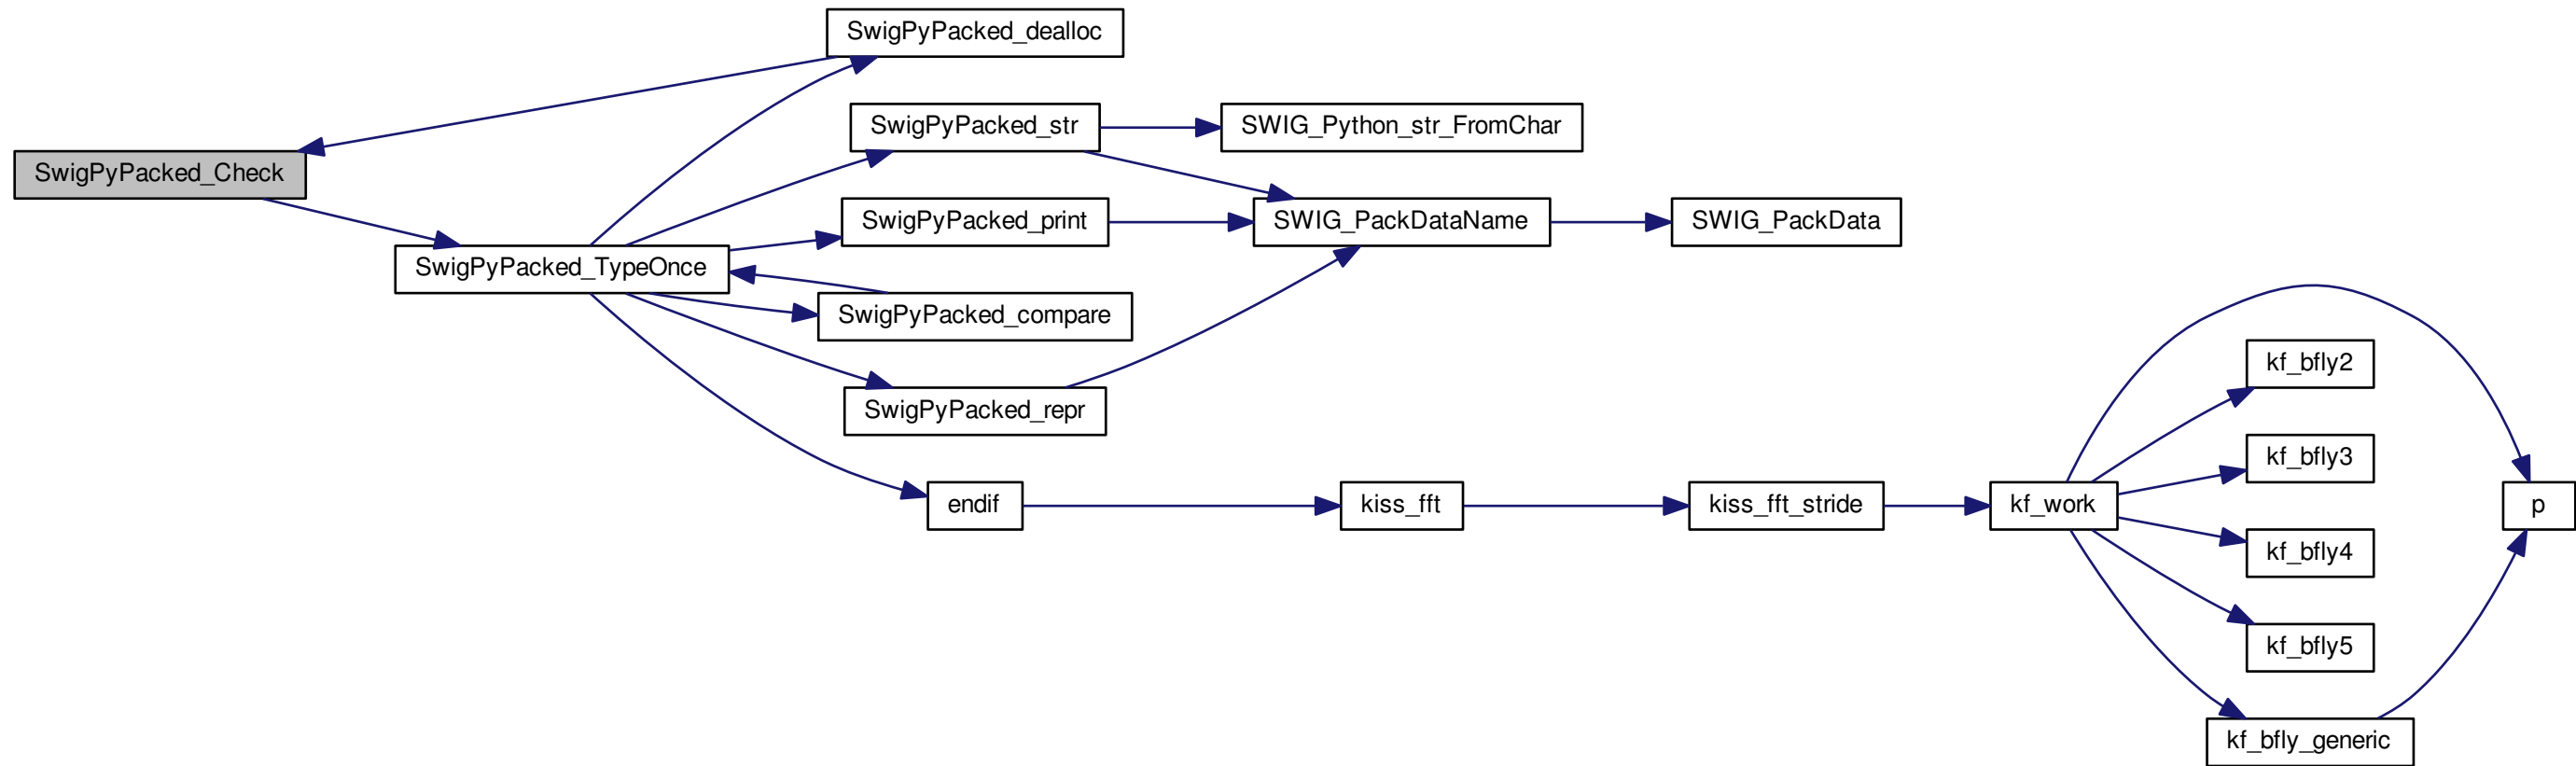 SwigPyPacked_dealloc
SwigPyPacked_str
SWIG_Python_str_FromChar
SwigPyPacked_Check
SwigPyPacked_print
SWIG_PackDataName
SWIG_PackData
SwigPyPacked_TypeOnce
SwigPyPacked_compare
kf_bfly2
SwigPyPacked_repr
kf_bfly3
endif
kiss_fft
kiss_fft_stride
kf_work
p
kf_bfly4
kf_bfly5
kf_bfly_generic